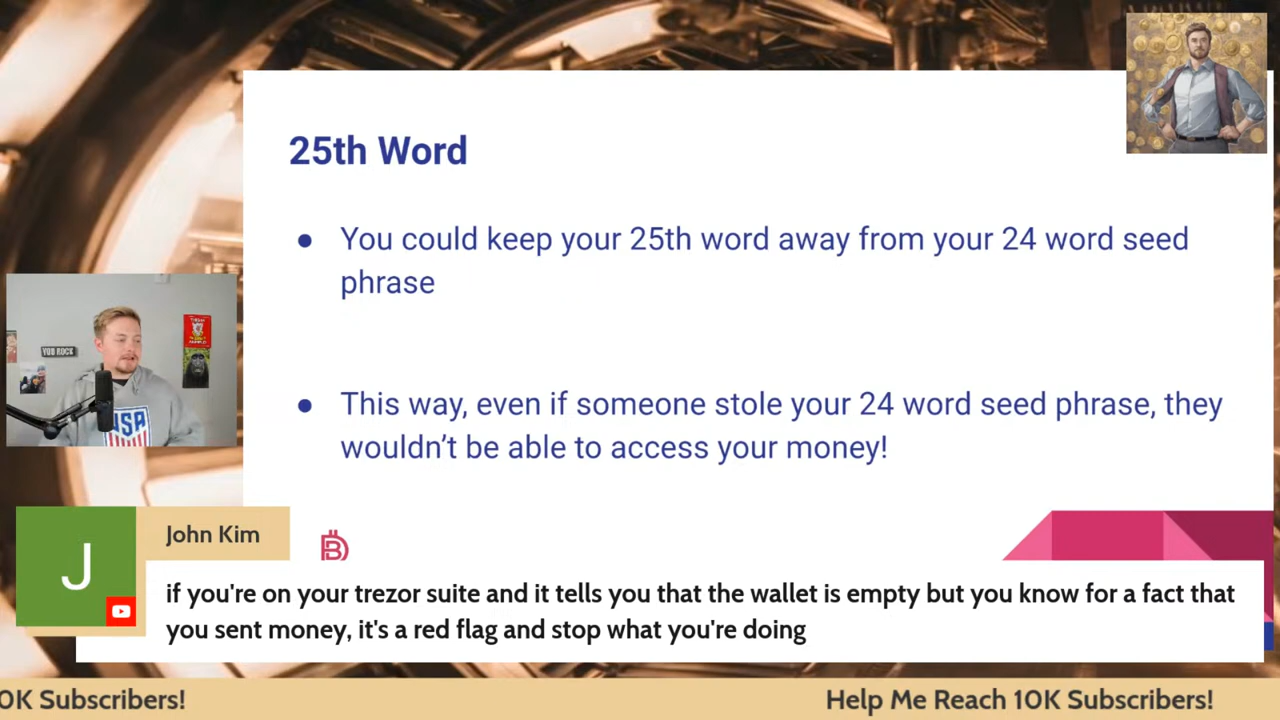 25th Word
● You could keep your 25th word away from your 24 word seed
phrase
● This way, even if someone stole your 24 word seed phrase, they
wouldn't be able to access your money!
YOU ROCK
USA
J
John Kim
if you're on your trezor suite and it tells you that the wallet is empty but you know for a fact that
you sent money, it's a red flag and stop what you're doing
0K Subscribers!
Help Me Reach 10K Subscribers!